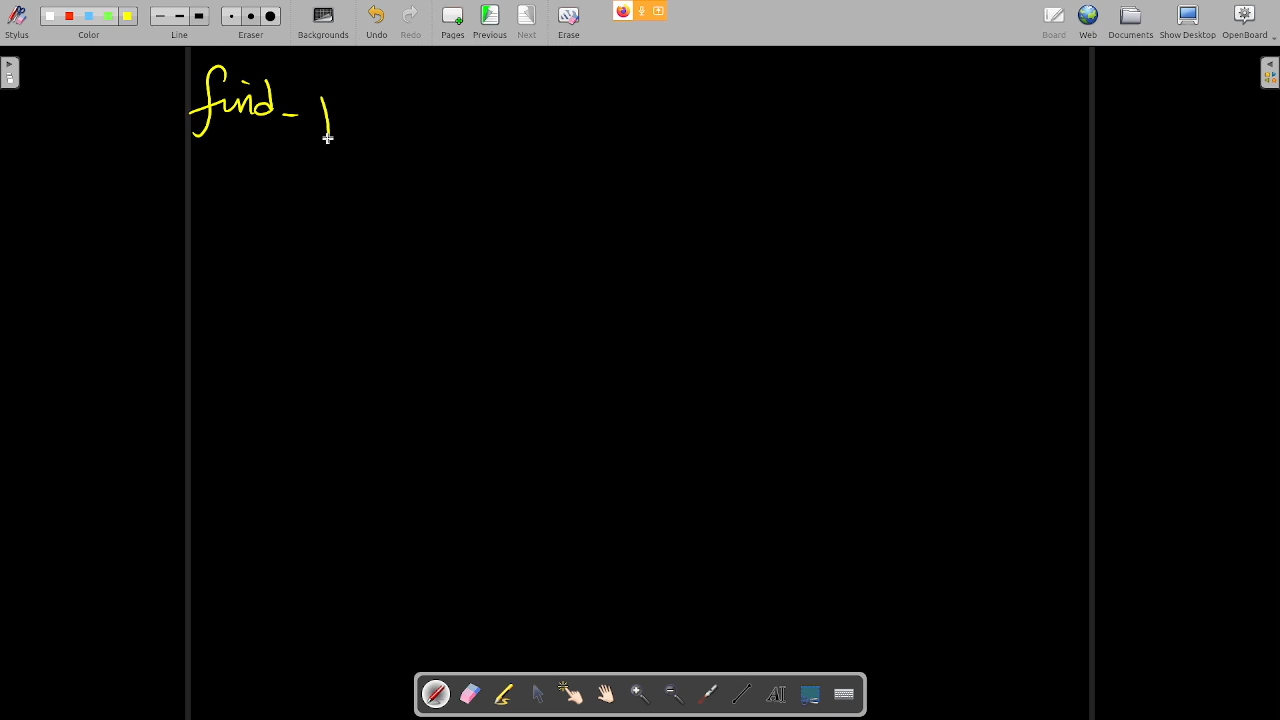 Stylus Color Line Eraser Backgrounds Undo Redo Pages Previous Next Erase Board Web Documents Show Desktop OpenBoard
find -